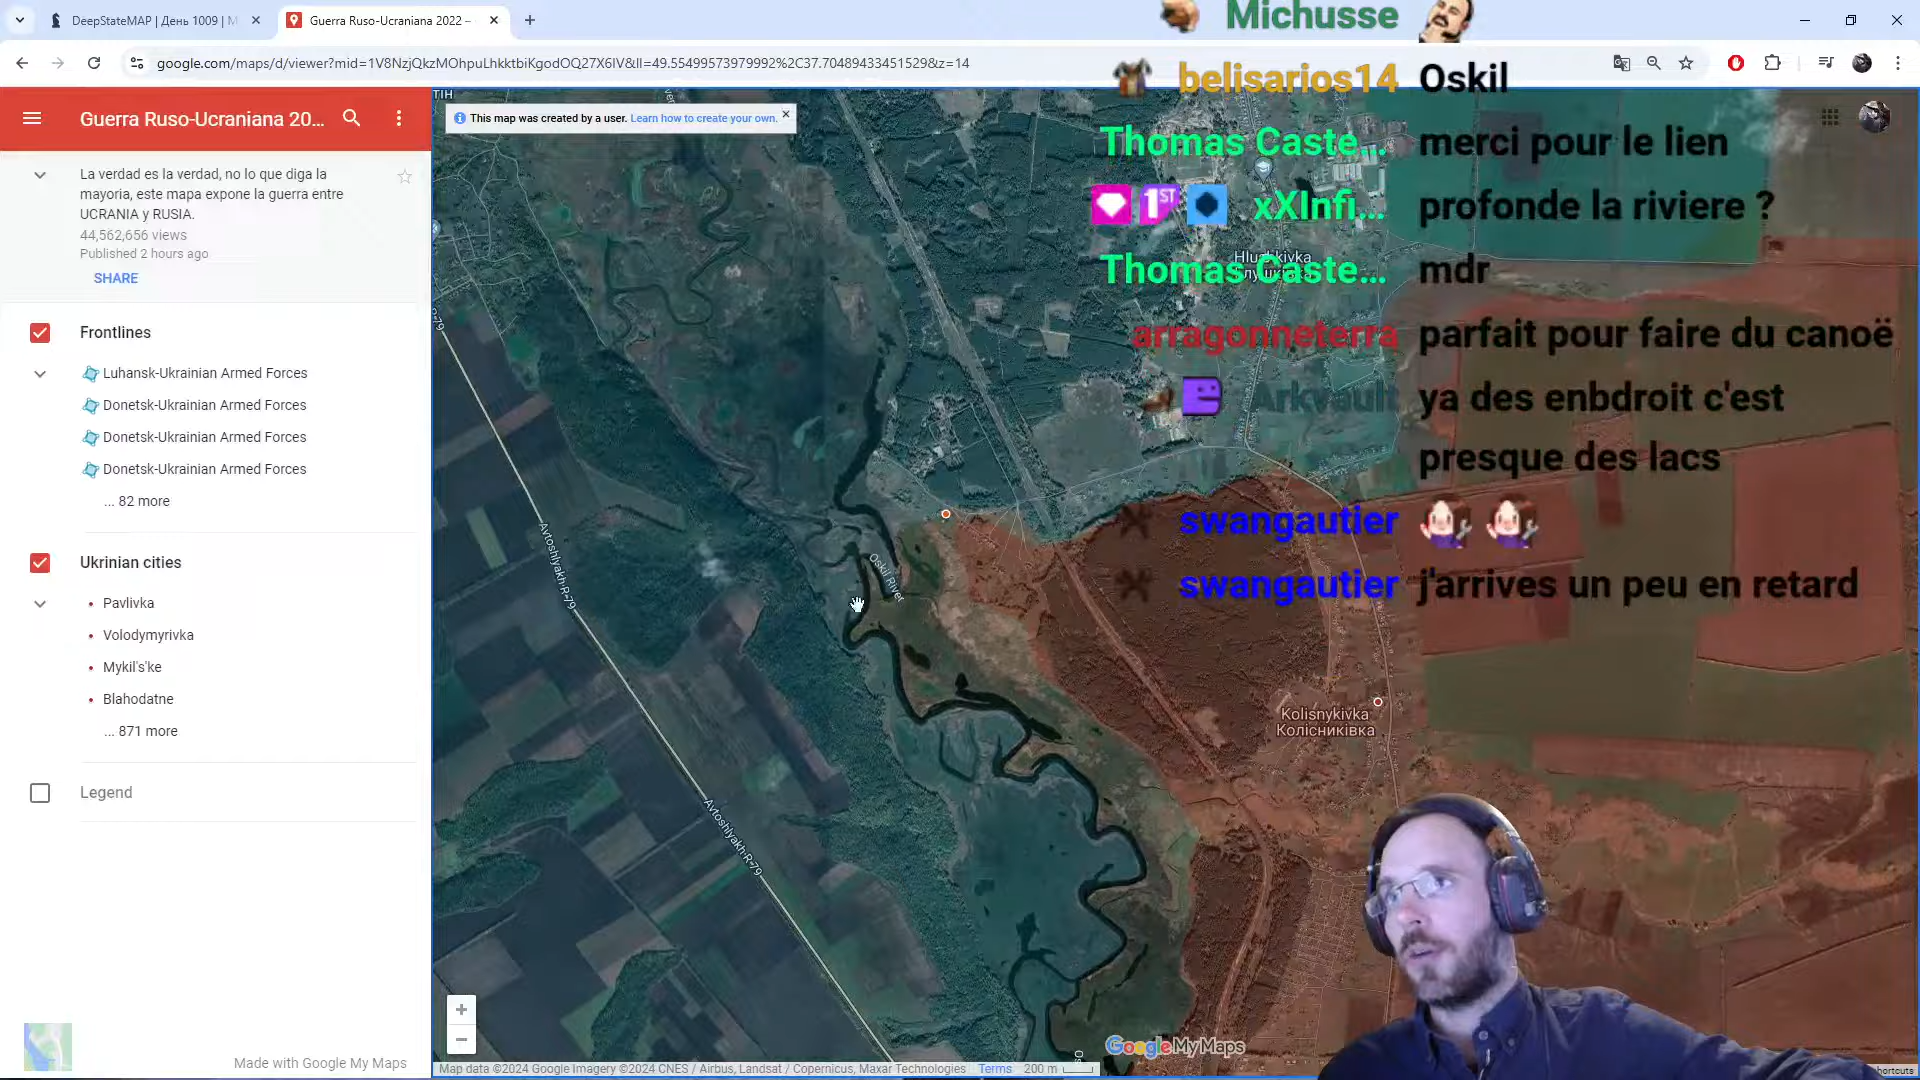 DeepStateMAP | День 1009 | М
Guerra Ruso-Ucraniana 2022 –
google.com/maps/d/viewer?mid=1V8NzjQkzMOhpuLhkktbiKgodOQ27X6IV&ll=49.55499573979992%2C37.70489433451529&z=14
Guerra Ruso-Ucraniana 20...
La verdad es la verdad, no lo que diga la
mayoria, este mapa expone la guerra entre
UCRANIA y RUSIA.
44,562,656 views
Published 2 hours ago
SHARE
Frontlines
Luhansk-Ukrainian Armed Forces
Donetsk-Ukrainian Armed Forces
Donetsk-Ukrainian Armed Forces
Donetsk-Ukrainian Armed Forces
... 82 more
Ukrinian cities
Pavlivka
Volodymyrivka
Mykil's'ke
Blahodatne
... 871 more
Legend
Made with Google My Maps
This map was created by a user. Learn how to create your own.
Michusse
belisarios14 Oskil
Thomas Caste... merci pour le lien
1ST xXInfi... profonde la riviere ?
Thomas Caste... mdr
arragonneterra parfait pour faire du canoë
Arkvault ya des enbdroit c'est
presque des lacs
swangautier
swangautier j'arrives un peu en retard
Oskil River
Avtoshlyakh R-79
Avtoshlyakh R-79
Kolisnykivka
Колісниківка
Google My Maps
Map data ©2024 Google Imagery ©2024 CNES / Airbus, Landsat / Copernicus, Maxar Technologies
Terms
200 m